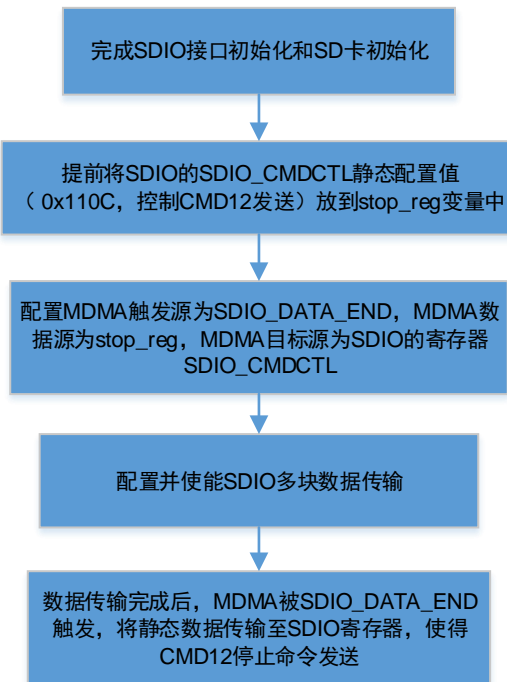 完成SDIO接口初始化和SD卡初始化
提前将SDIO的SDIO_CMDCTL静态配置值
（0x110C，控制CMD12发送）放到stop_reg变量中
配置MDMA触发源为SDIO_DATA_END，MDMA数
据源为stop_reg，MDMA目标源为SDIO的寄存器
SDIO_CMDCTL
配置并使能SDIO多块数据传输
数据传输完成后，MDMA被SDIO_DATA_END
触发，将静态数据传输至SDIO寄存器，使得
CMD12停止命令发送